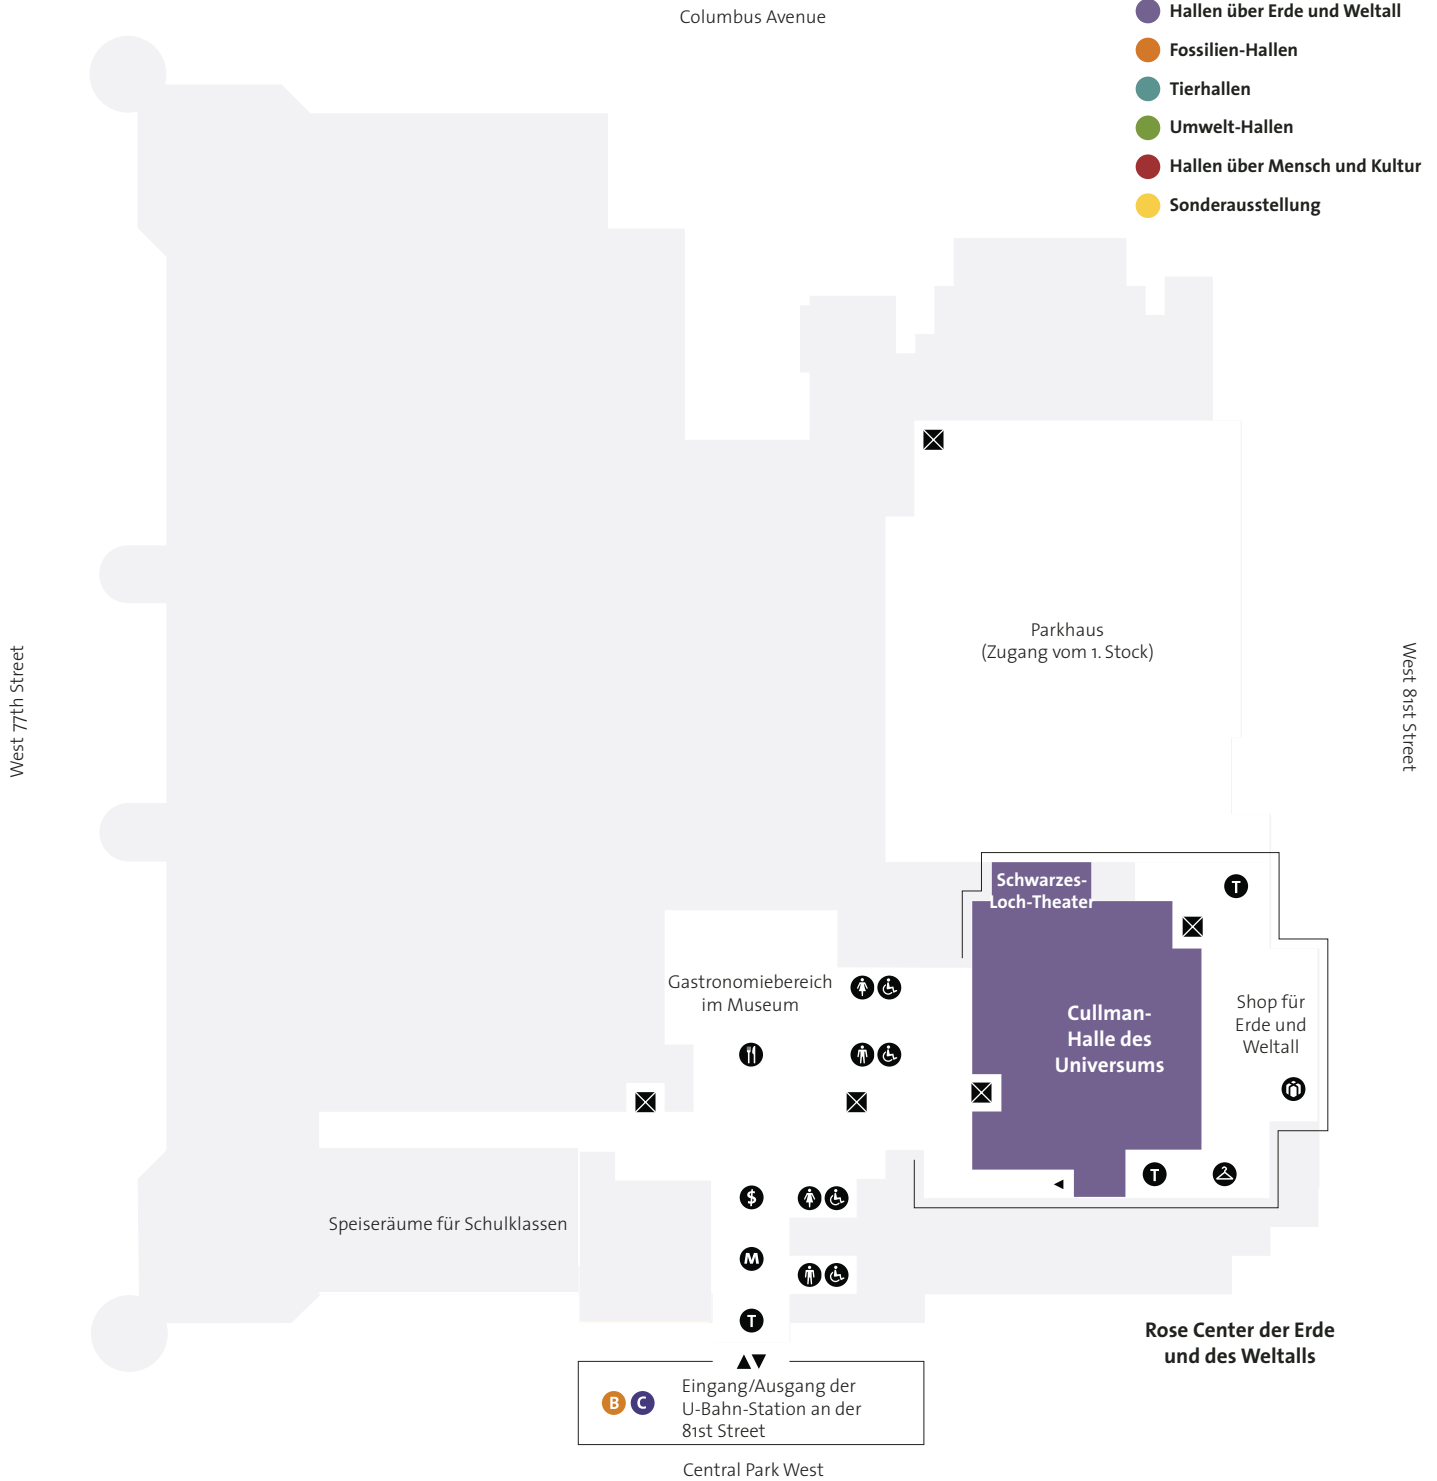 Columbus Avenue
Hallen über Erde und Weltall
Fossilien-Hallen
Tierhallen
Umwelt-Hallen
Hallen über Mensch und Kultur
Sonderausstellung
West 77th Street
West 81st Street
Parkhaus
(Zugang vom 1. Stock)
Schwarzes-
Loch-Theater
T
Gastronomiebereich
im Museum
Cullman-
Halle des
Universums
Shop für
Erde und
Weltall
T
$
Speiseräume für Schulklassen
M
T
Rose Center der Erde
und des Weltalls
B C
Eingang/Ausgang der
U-Bahn-Station an der
81st Street
Central Park West